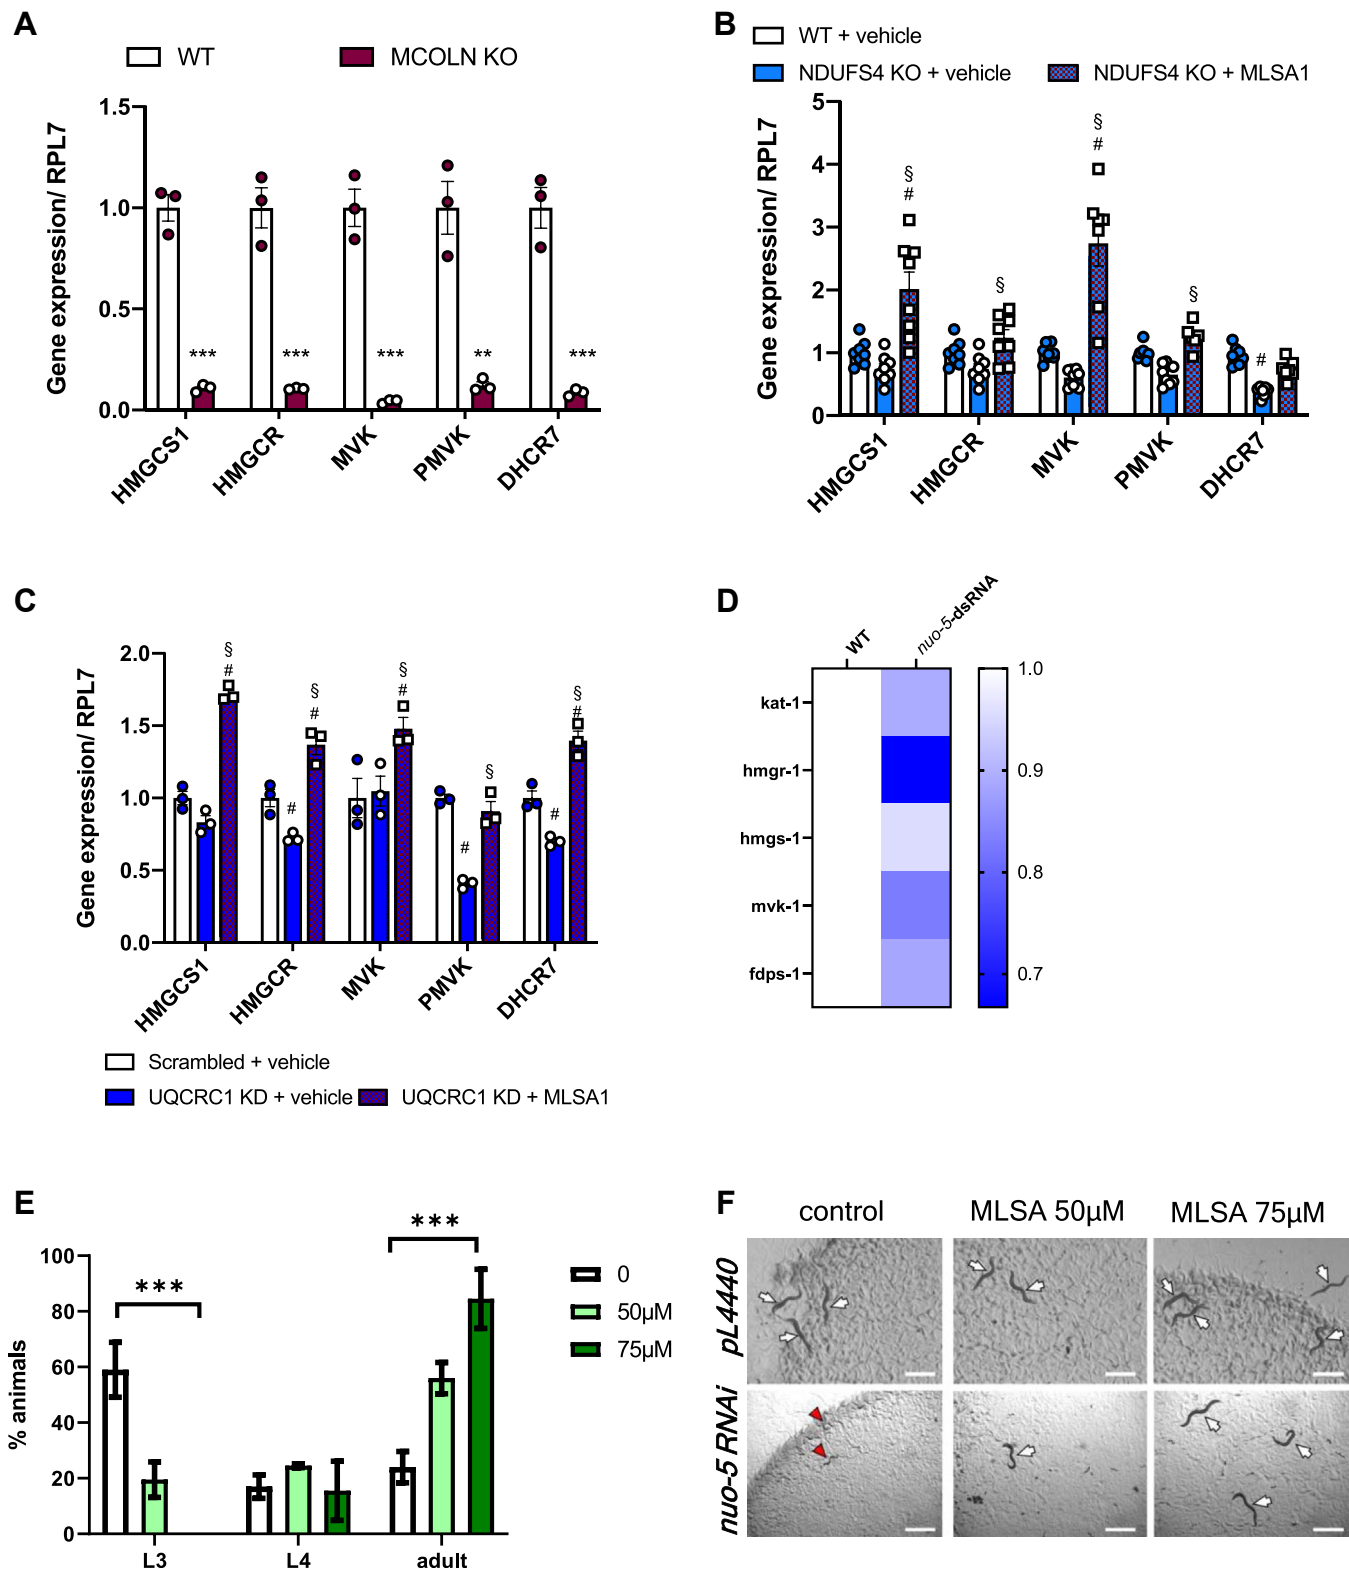 A
WT
MCOLN KO
Gene expression/ RPL7
1.5
1.0
0.5
0.0
***
***
***
**
***
HMGCS1
HMGCR
MVK
PMVK
DHCR7
B
WT + vehicle
NDUFS4 KO + vehicle
NDUFS4 KO + MLSA1
Gene expression/ RPL7
5
4
3
2
1
0
§
#
§
§
#
§
#
HMGCS1
HMGCR
MVK
PMVK
DHCR7
C
Gene expression/ RPL7
2.0
1.5
1.0
0.5
0.0
§
#
#
§
#
§
#
#
§
#
§
#
HMGCS1
HMGCR
MVK
PMVK
DHCR7
Scrambled + vehicle
UQCRC1 KD + vehicle
UQCRC1 KD + MLSA1
D
WT
nuo-5-dsRNA
kat-1
hmgr-1
hmgs-1
mvk-1
fdps-1
1.0
0.9
0.8
0.7
E
% animals
100
80
60
40
20
0
***
***
L3
L4
adult
0
50µM
75µM
F
control
MLSA 50µM
MLSA 75µM
pL4440
nuo-5 RNAi